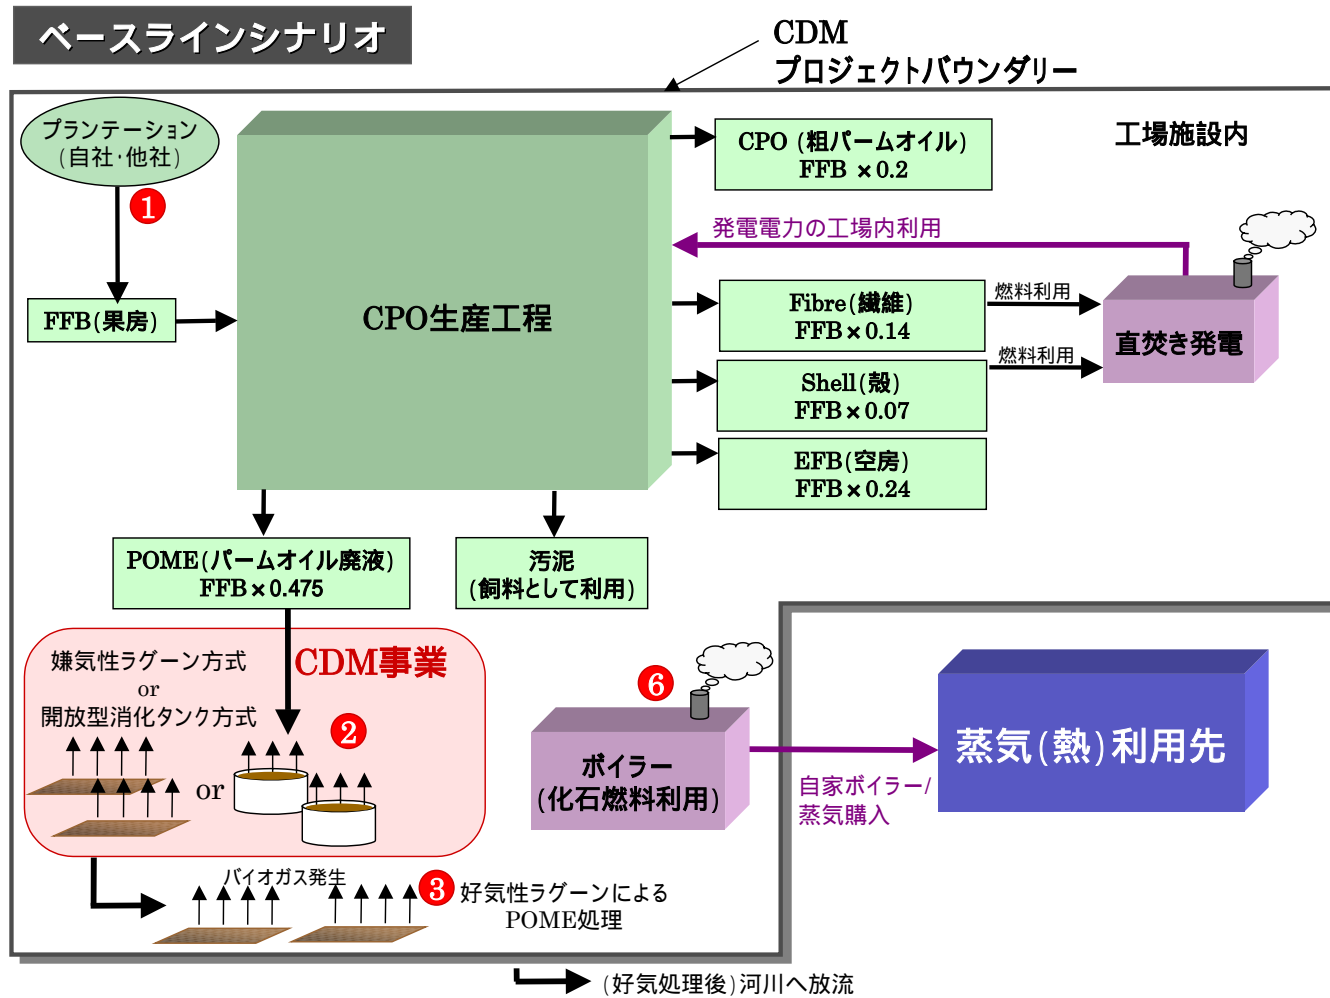 ベースラインシナリオ
CDM
プロジェクトバウンダリー
プランテーション
(自社・他社)
1
工場施設内
CPO (粗パームオイル)
FFB ×0.2
発電電力の工場内利用
FFB(果房)
CPO生産工程
Fibre(繊維)
FFB×0.14
燃料利用
直焚き発電
Shell(殻)
FFB×0.07
燃料利用
EFB(空房)
FFB×0.24
POME(パームオイル廃液)
FFB×0.475
汚泥
(飼料として利用)
CDM事業
嫌気性ラグーン方式
or
開放型消化タンク方式
2
or
6
ボイラー
(化石燃料利用)
自家ボイラー/
蒸気購入
蒸気(熱)利用先
バイオガス発生
3
好気性ラグーンによる
POME処理
(好気処理後)河川へ放流